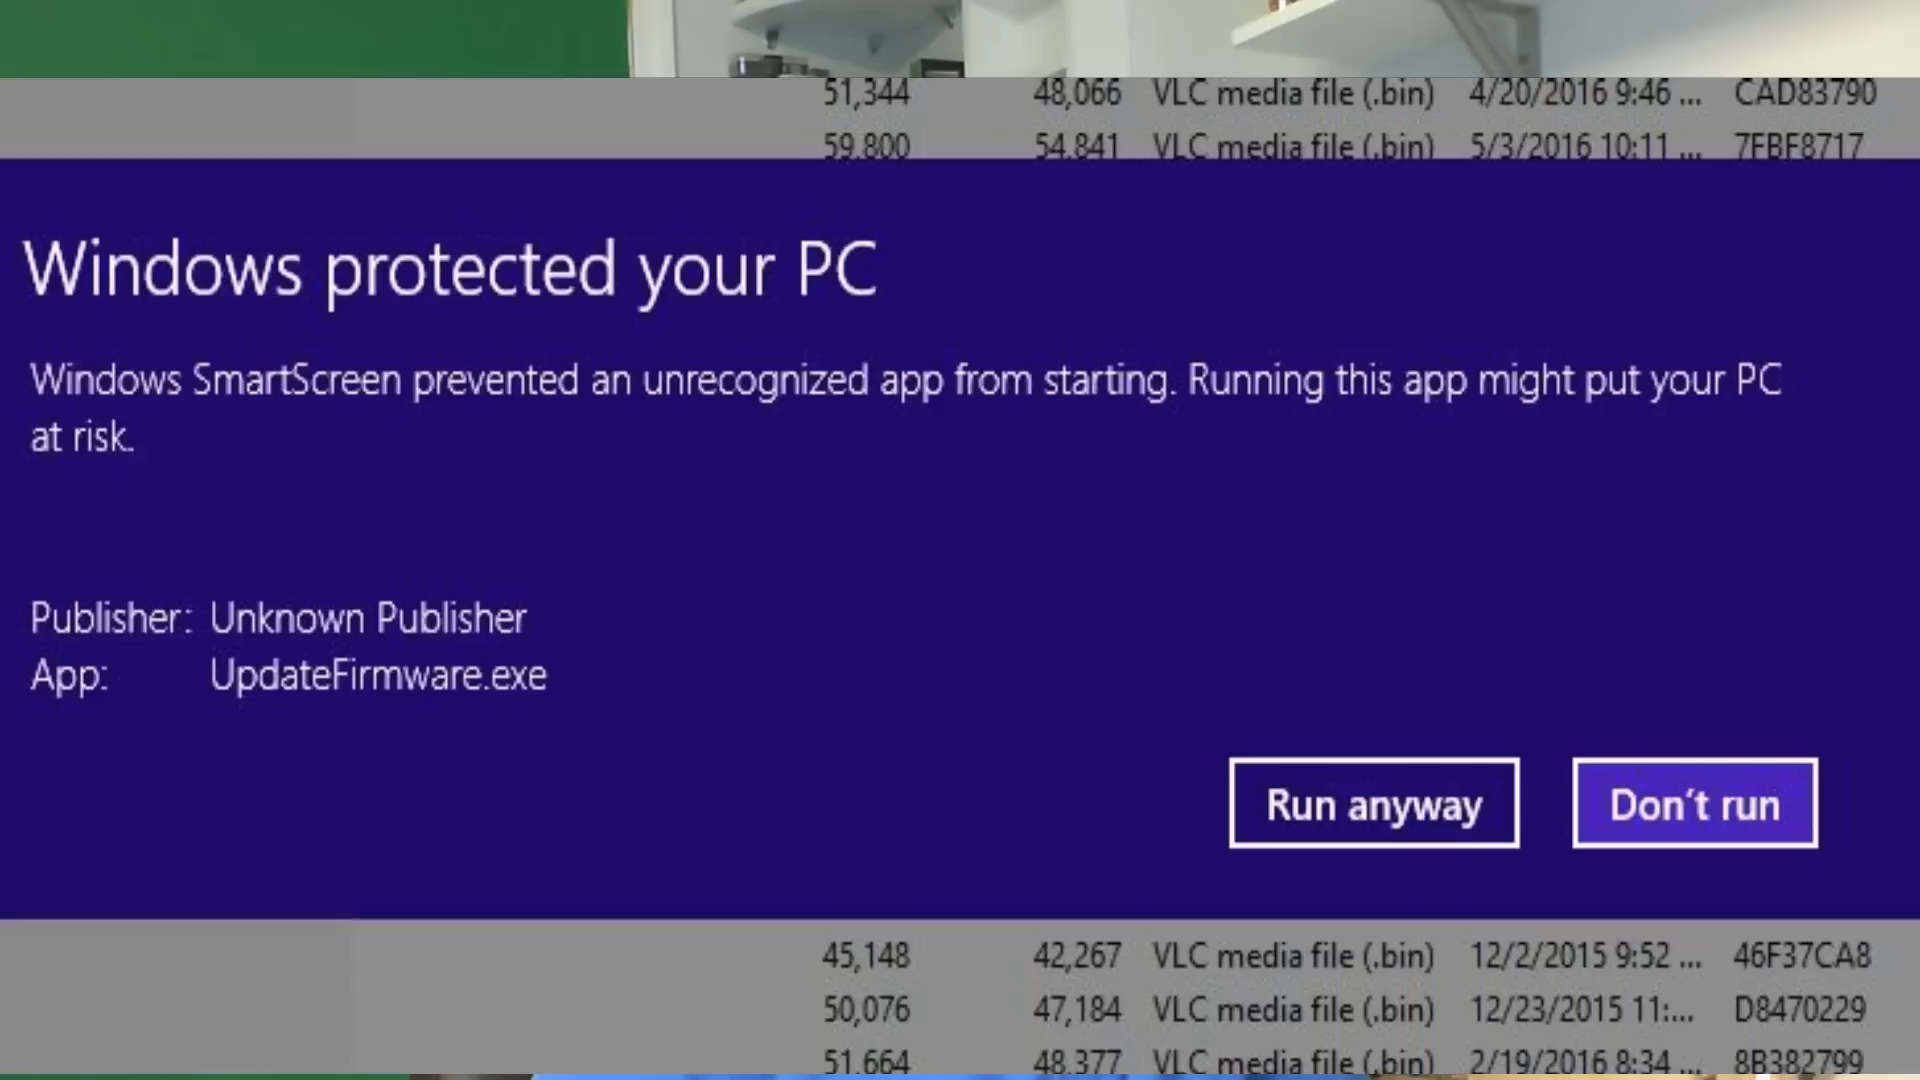 51,344 48,066 VLC media file (.bin) 4/20/2016 9:46 ... CAD83790
59,800 54,841 VLC media file (.bin) 5/3/2016 10:11 ... 7FBF8717
Windows protected your PC
Windows SmartScreen prevented an unrecognized app from starting. Running this app might put your PC
at risk.
Publisher: Unknown Publisher
App: UpdateFirmware.exe
Run anyway Don't run
45,148 42,267 VLC media file (.bin) 12/2/2015 9:52 ... 46F37CA8
50,076 47,184 VLC media file (.bin) 12/23/2015 11:... D8470229
51,664 48,377 VLC media file (.bin) 2/19/2016 8:34 ... 8B382799